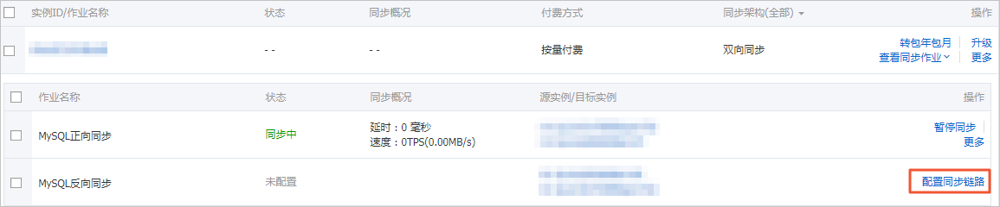 实例ID/作业名称 状态 同步概况 付费方式 同步架构(全部) 操作
- - - - 按量付费 双向同步 转包年包月 升级
查看同步作业 更多
作业名称 状态 同步概况 源实例/目标实例 操作
MySQL正向同步 同步中 延时：0 毫秒 暂停同步
速度：0TPS(0.00MB/s) 更多
MySQL反向同步 未配置 配置同步链路